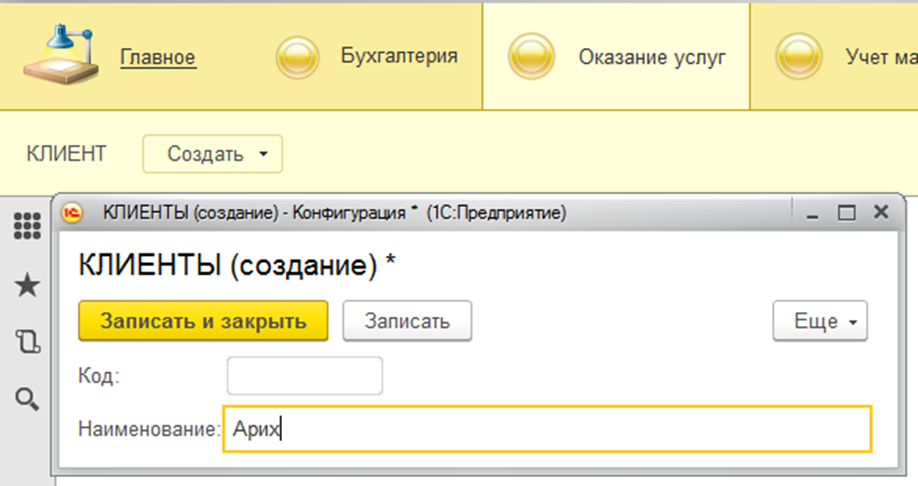 Главное Бухгалтерия Оказание услуг Учет ма
КЛИЕНТ Создать
1С КЛИЕНТЫ (создание) - Конфигурация * (1С:Предприятие)
КЛИЕНТЫ (создание) *
Записать и закрыть Записать Еще
Код:
Наименование: Арих